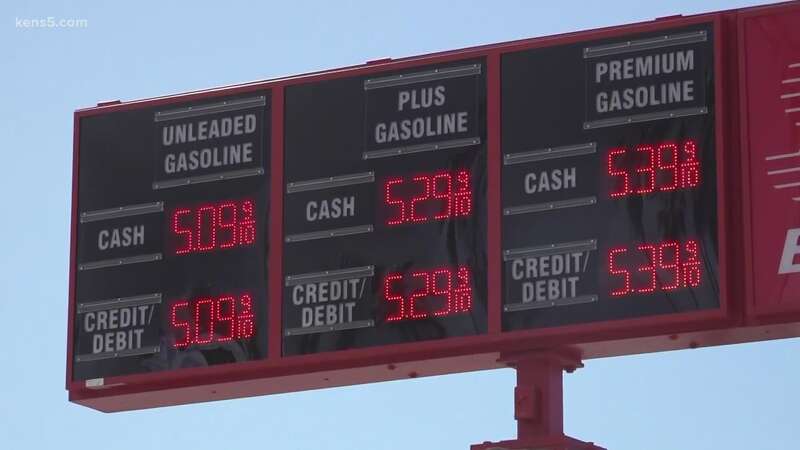 kens5.com
UNLEADED
GASOLINE
CASH
5.09 9/10
CREDIT/
DEBIT
5.09 9/10
PLUS
GASOLINE
CASH
5.29 9/10
CREDIT/
DEBIT
5.29 9/10
PREMIUM
GASOLINE
CASH
5.39 9/10
CREDIT/
DEBIT
5.39 9/10